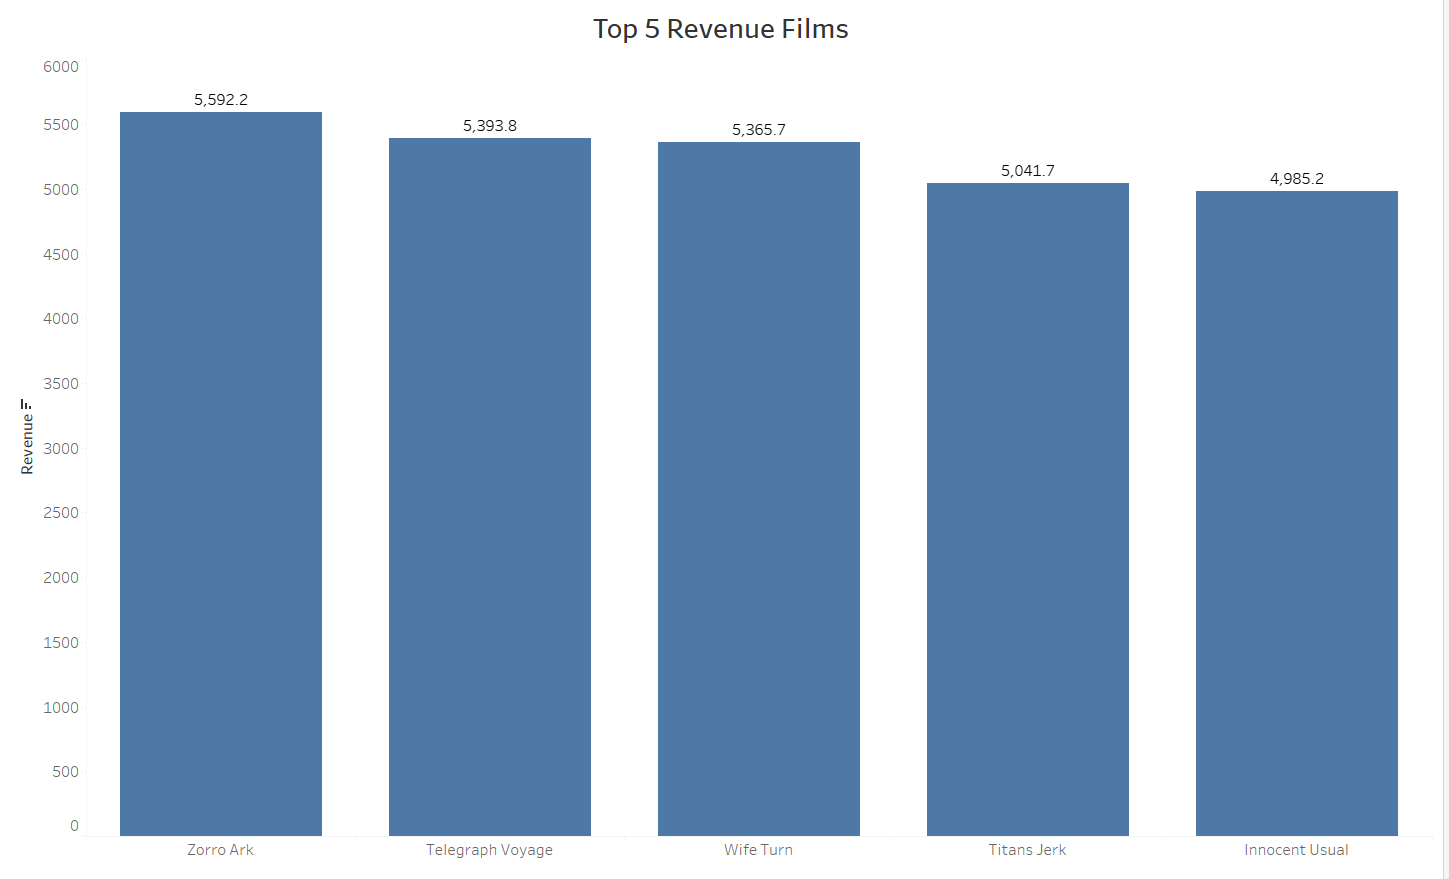 Top 5 Revenue Films
6000
5500
5000
4500
4000
3500
3000
2500
2000
1500
1000
500
0
Revenue
5,592.2
5,393.8
5,365.7
5,041.7
4,985.2
Zorro Ark
Telegraph Voyage
Wife Turn
Titans Jerk
Innocent Usual